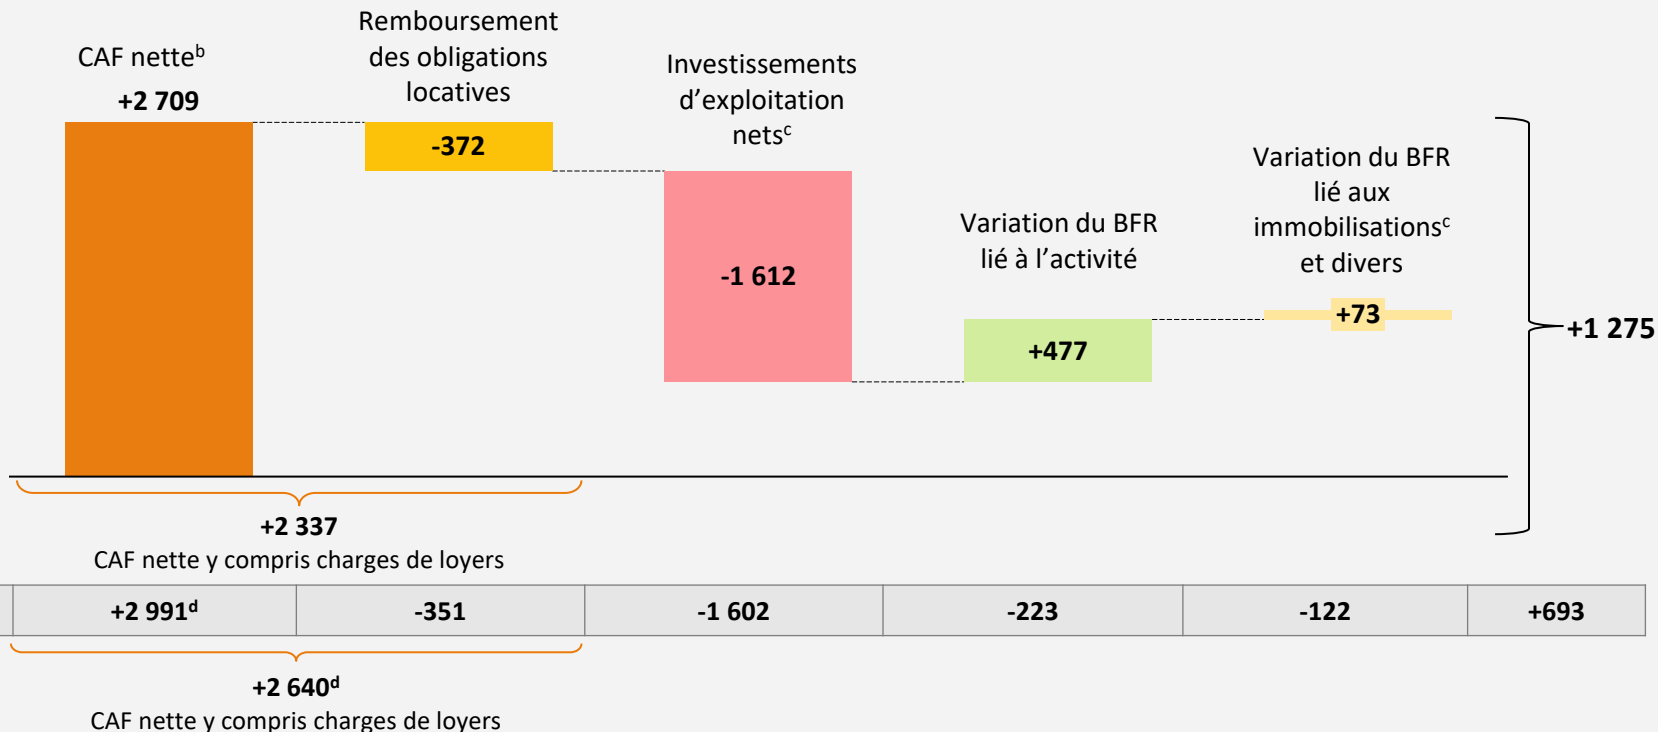 CAF netteᵇ
+2 709
Remboursement
des obligations
locatives
-372
Investissements
d’exploitation
netsᶜ
-1 612
Variation du BFR
lié à l’activité
+477
Variation du BFR
lié aux
immobilisationsᶜ
et divers
+73
+1 275
+2 337
CAF nette y compris charges de loyers
+2 991ᵈ -351 -1 602 -223 -122 +693
+2 640ᵈ
CAF nette y compris charges de loyers